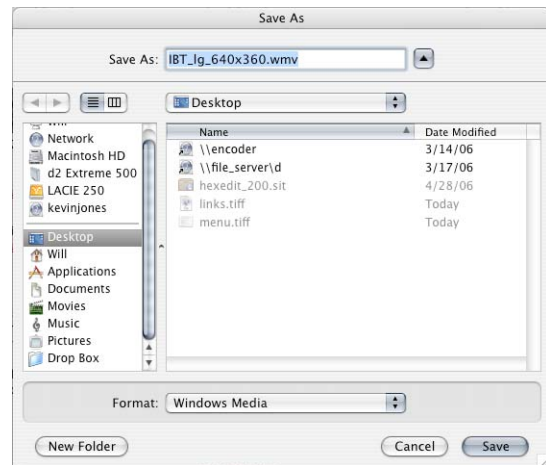 Save As
Save As: IBT_lg_640x360.wmv
Desktop
Network
Macintosh HD
d2 Extreme 500
LACIE 250
kevinjones
Desktop
Will
Applications
Documents
Movies
Music
Pictures
Drop Box
Name Date Modified
\\encoder 3/14/06
\\file_server\d 3/17/06
hexedit_200.sit 4/28/06
links.tiff Today
menu.tiff Today
Format: Windows Media
New Folder Cancel Save